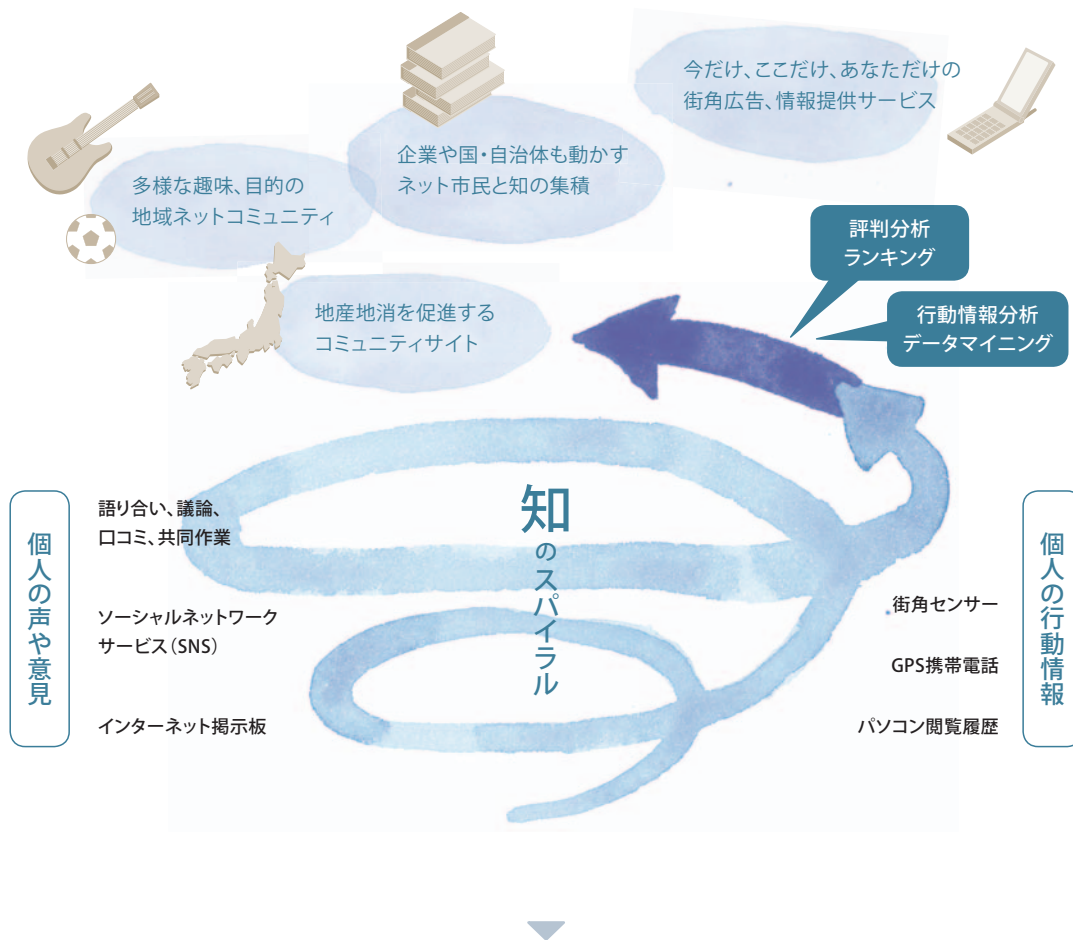 今だけ、ここだけ、あなただけの
街角広告、情報提供サービス
企業や国・自治体も動かす
ネット市民と知の集積
多様な趣味、目的の
地域ネットコミュニティ
地産地消を促進する
コミュニティサイト
評判分析
ランキング
行動情報分析
データマイニング
知のスパイラル
個人の声や意見
語り合い、議論、
口コミ、共同作業
ソーシャルネットワーク
サービス（SNS）
インターネット掲示板
街角センサー
GPS携帯電話
パソコン閲覧履歴
個人の行動情報